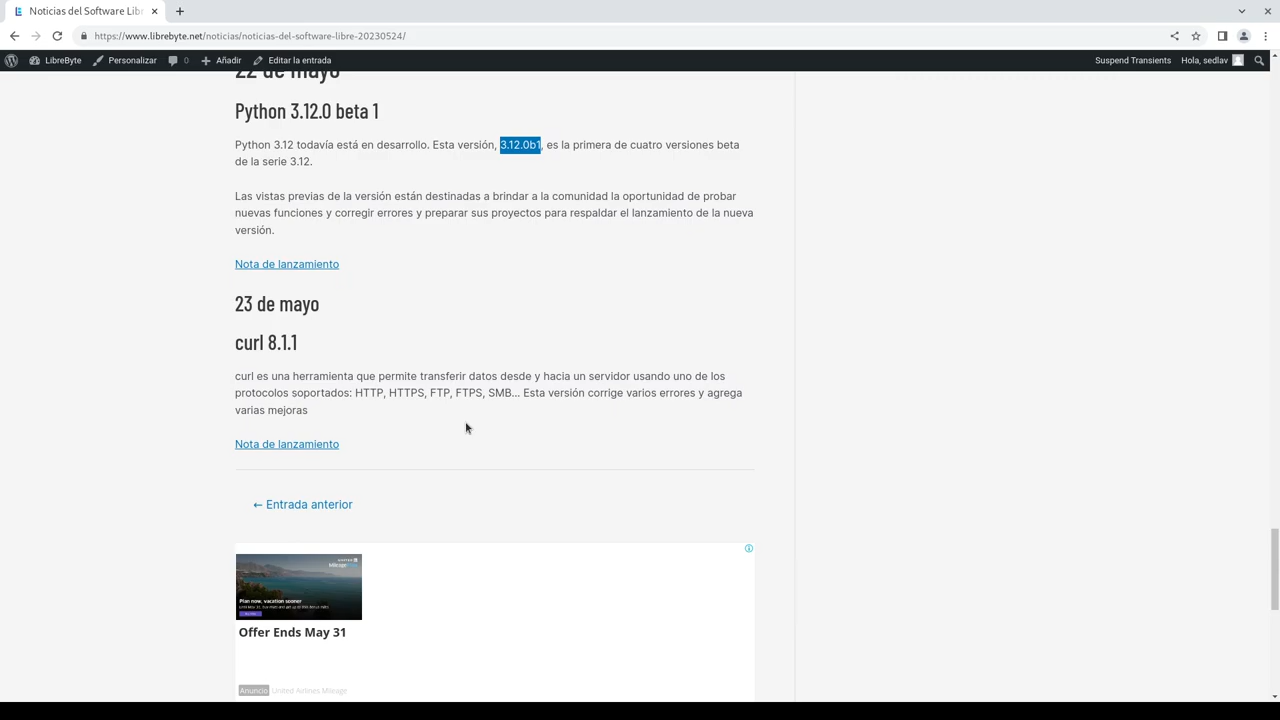 Noticias del Software Lib
https://www.librebyte.net/noticias/noticias-del-software-libre-20230524/
LibreByte Personalizar 0 Añadir Editar la entrada Suspend Transients Hola, sedlav
22 de mayo
Python 3.12.0 beta 1
Python 3.12 todavía está en desarrollo. Esta versión, 3.12.0b1, es la primera de cuatro versiones beta
de la serie 3.12.
Las vistas previas de la versión están destinadas a brindar a la comunidad la oportunidad de probar
nuevas funciones y corregir errores y preparar sus proyectos para respaldar el lanzamiento de la nueva
versión.
Nota de lanzamiento
23 de mayo
curl 8.1.1
curl es una herramienta que permite transferir datos desde y hacia un servidor usando uno de los
protocolos soportados: HTTP, HTTPS, FTP, FTPS, SMB... Esta versión corrige varios errores y agrega
varias mejoras
Nota de lanzamiento
← Entrada anterior
Plan now, vacation sooner
Offer Ends May 31
Anuncio United Airlines Mileage